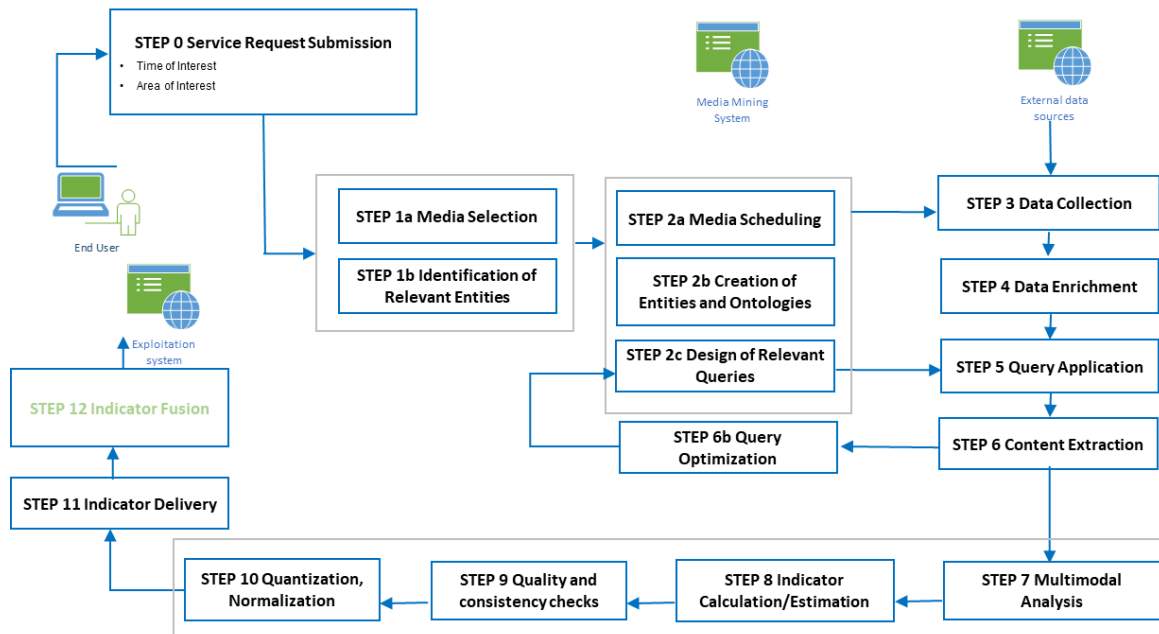 STEP 0 Service Request Submission
• Time of Interest
• Area of Interest
Media Mining
System
External data
sources
End User
STEP 1a Media Selection
STEP 1b Identification of
Relevant Entities
STEP 2a Media Scheduling
STEP 2b Creation of
Entities and Ontologies
STEP 2c Design of Relevant
Queries
STEP 3 Data Collection
STEP 4 Data Enrichment
STEP 5 Query Application
STEP 6 Content Extraction
STEP 6b Query
Optimization
Exploitation
system
STEP 12 Indicator Fusion
STEP 11 Indicator Delivery
STEP 10 Quantization,
Normalization
STEP 9 Quality and
consistency checks
STEP 8 Indicator
Calculation/Estimation
STEP 7 Multimodal
Analysis